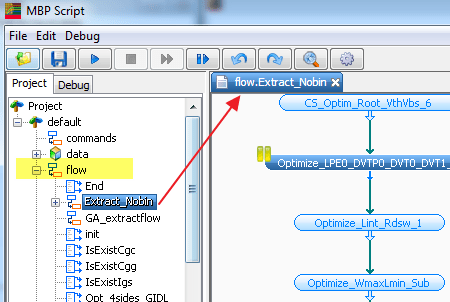 MBP Script
File Edit Debug
Project Debug
flow.Extract_Nobin
Project
default
commands
data
flow
End
Extract_Nobin
GA_extractflow
init
IsExistCgc
IsExistCgg
IsExistIgs
Opt_4sides_GIDL
CS_Optim_Root_VthVbs_6
Optimize_LPE0_DVTP0_DVT0_DVT1_
Optimize_Lint_Rdsw_1
Optimize_WmaxLmin_Sub